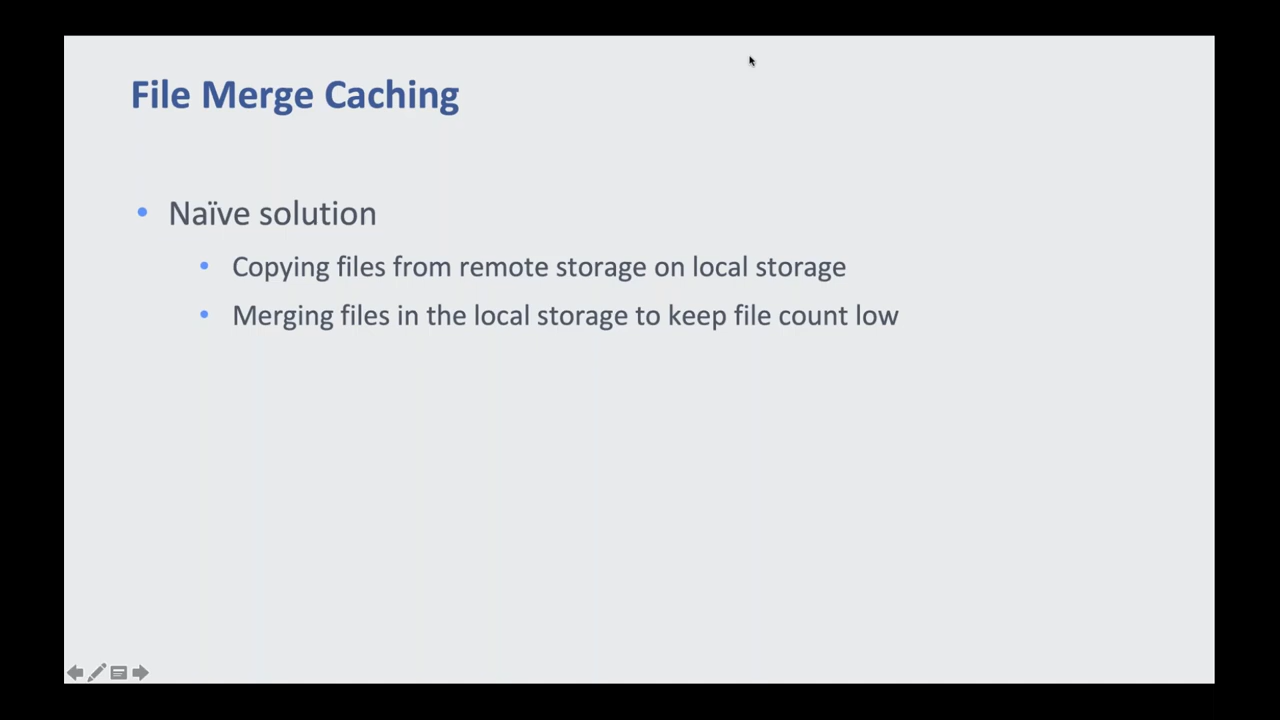 File Merge Caching
• Naïve solution
• Copying files from remote storage on local storage
• Merging files in the local storage to keep file count low